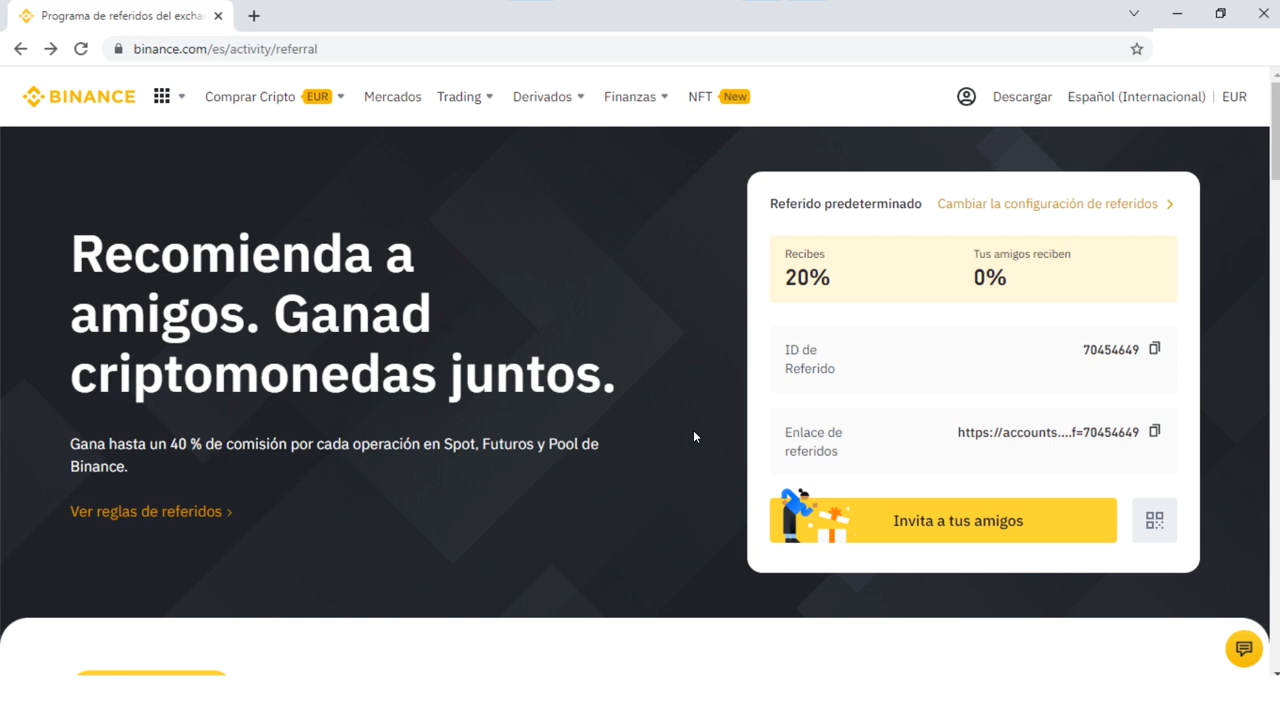 Programa de referidos del excha
binance.com/es/activity/referral
BINANCE
Comprar Cripto EUR
Mercados
Trading
Derivados
Finanzas
NFT New
Descargar
Español (Internacional) | EUR
Recomienda a
amigos. Ganad
criptomonedas juntos.
Gana hasta un 40 % de comisión por cada operación en Spot, Futuros y Pool de
Binance.
Ver reglas de referidos
Referido predeterminado
Cambiar la configuración de referidos
Recibes
20%
Tus amigos reciben
0%
ID de
Referido
70454649
Enlace de
referidos
https://accounts....f=70454649
Invita a tus amigos